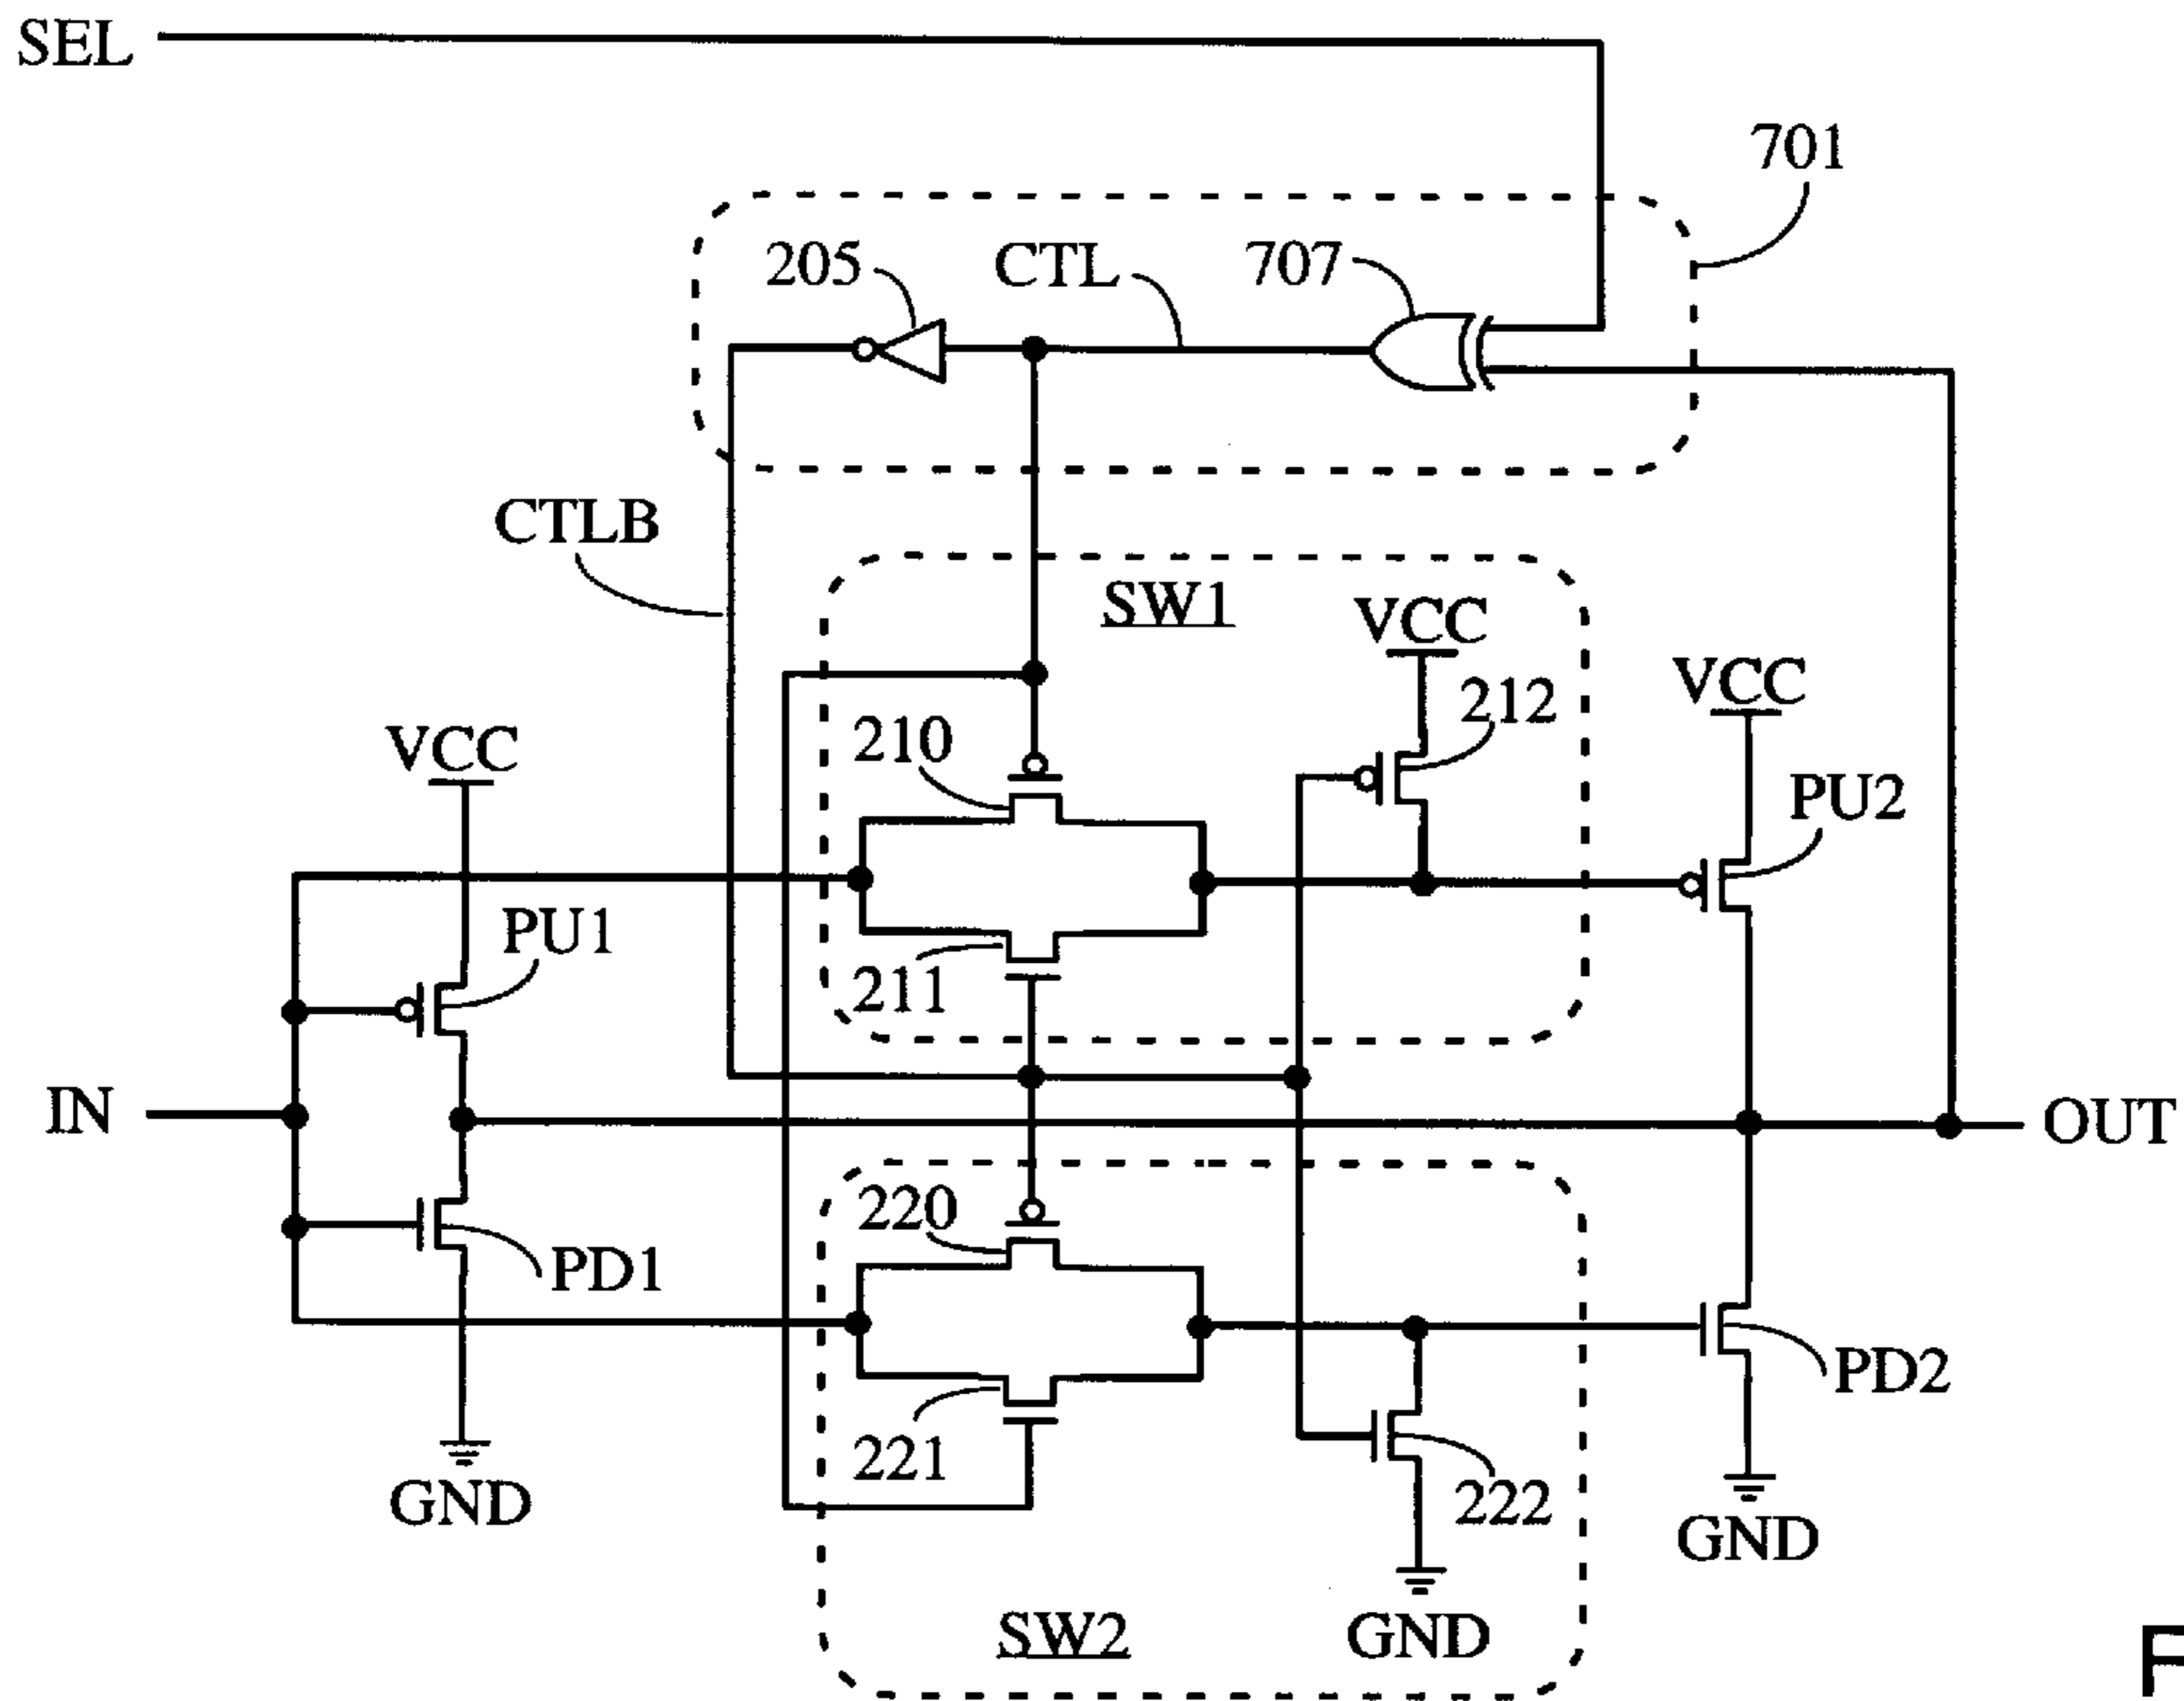 SEL
701
205
CTL
707
CTLB
SW1
VCC
VCC
212
210
VCC
PU2
PU1
211
IN
OUT
220
PD1
PD2
221
GND
222
GND
GND
SW2
F